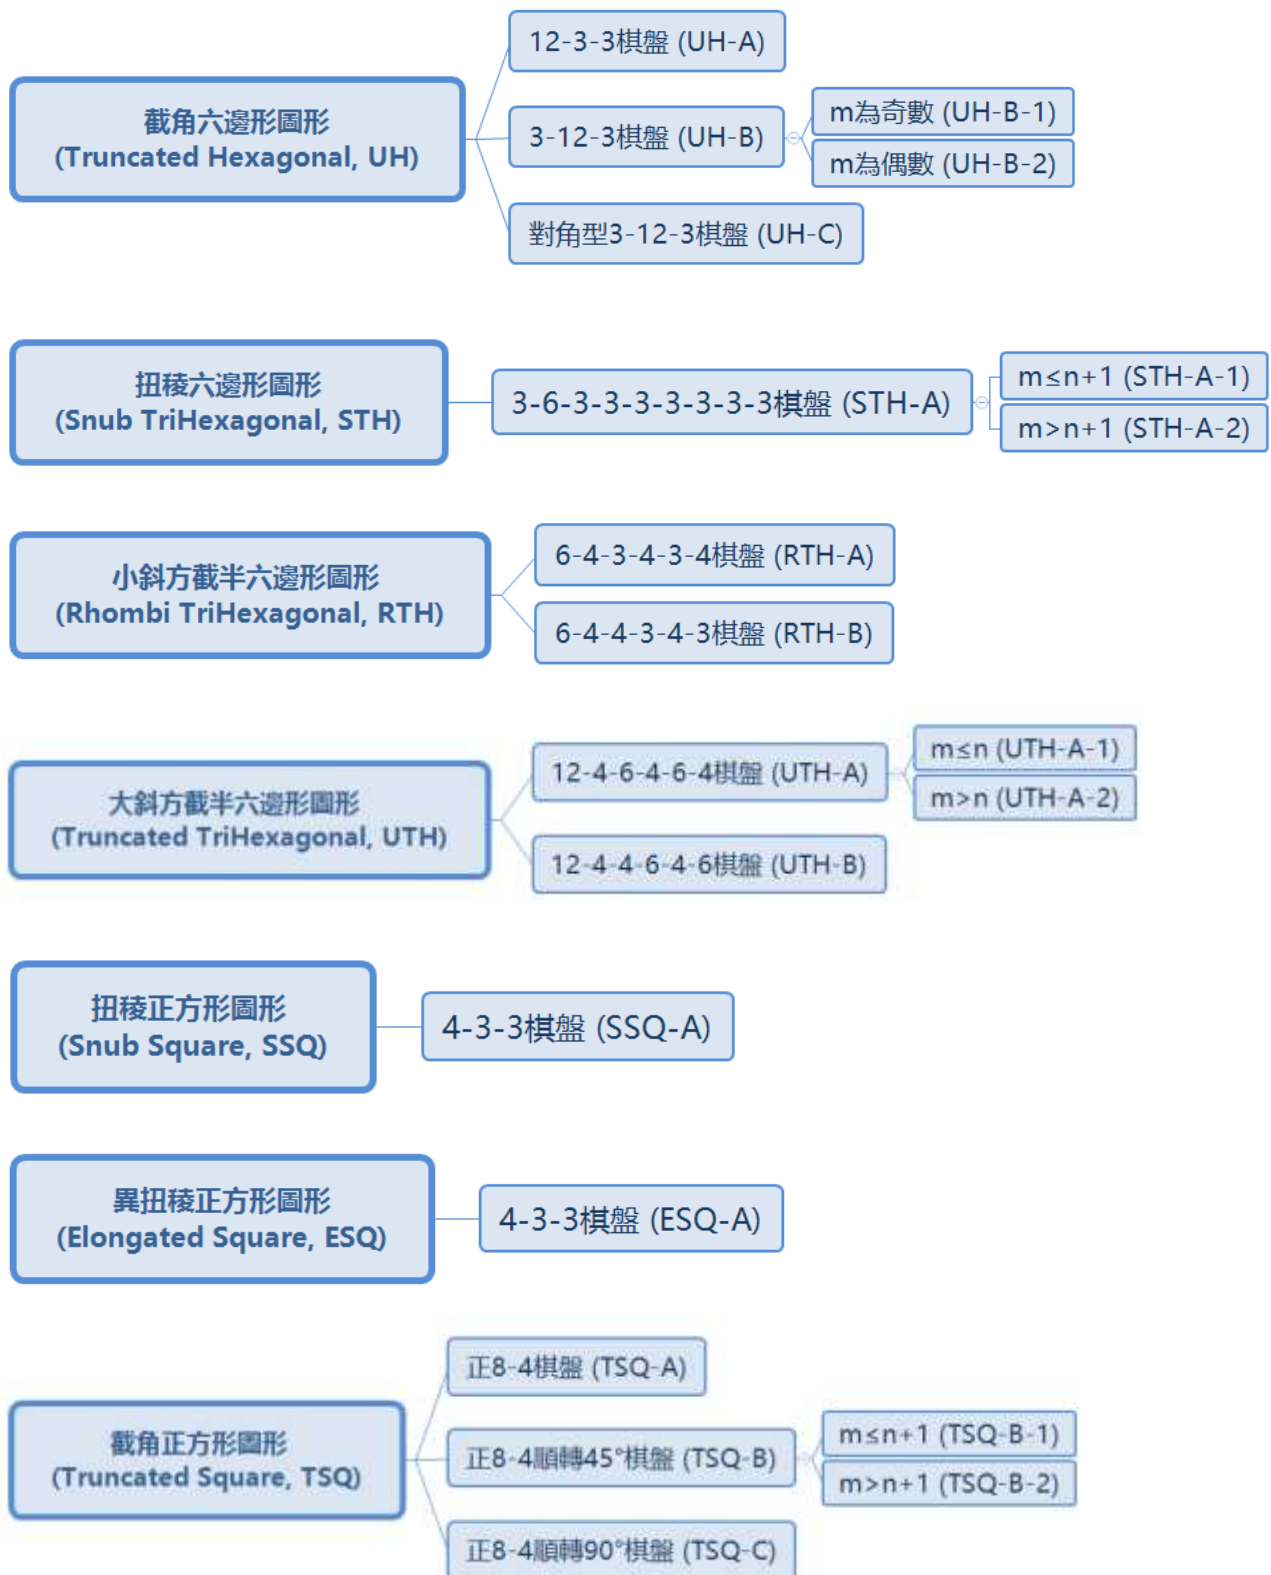 截角六邊形圖形
(Truncated Hexagonal, UH)
12-3-3棋盤 (UH-A)
3-12-3棋盤 (UH-B)
m為奇數 (UH-B-1)
m為偶數 (UH-B-2)
對角型3-12-3棋盤 (UH-C)
扭稜六邊形圖形
(Snub TriHexagonal, STH)
3-6-3-3-3-3-3-3-3棋盤 (STH-A)
m≤n+1 (STH-A-1)
m>n+1 (STH-A-2)
小斜方截半六邊形圖形
(Rhombi TriHexagonal, RTH)
6-4-3-4-3-4棋盤 (RTH-A)
6-4-4-3-4-3棋盤 (RTH-B)
大斜方截半六邊形圖形
(Truncated TriHexagonal, UTH)
12-4-6-4-6-4棋盤 (UTH-A)
m≤n (UTH-A-1)
m>n (UTH-A-2)
12-4-4-6-4-6棋盤 (UTH-B)
扭稜正方形圖形
(Snub Square, SSQ)
4-3-3棋盤 (SSQ-A)
異扭稜正方形圖形
(Elongated Square, ESQ)
4-3-3棋盤 (ESQ-A)
截角正方形圖形
(Truncated Square, TSQ)
正8-4棋盤 (TSQ-A)
正8-4順轉45°棋盤 (TSQ-B)
m≤n+1 (TSQ-B-1)
m>n+1 (TSQ-B-2)
正8-4順轉90°棋盤 (TSQ-C)